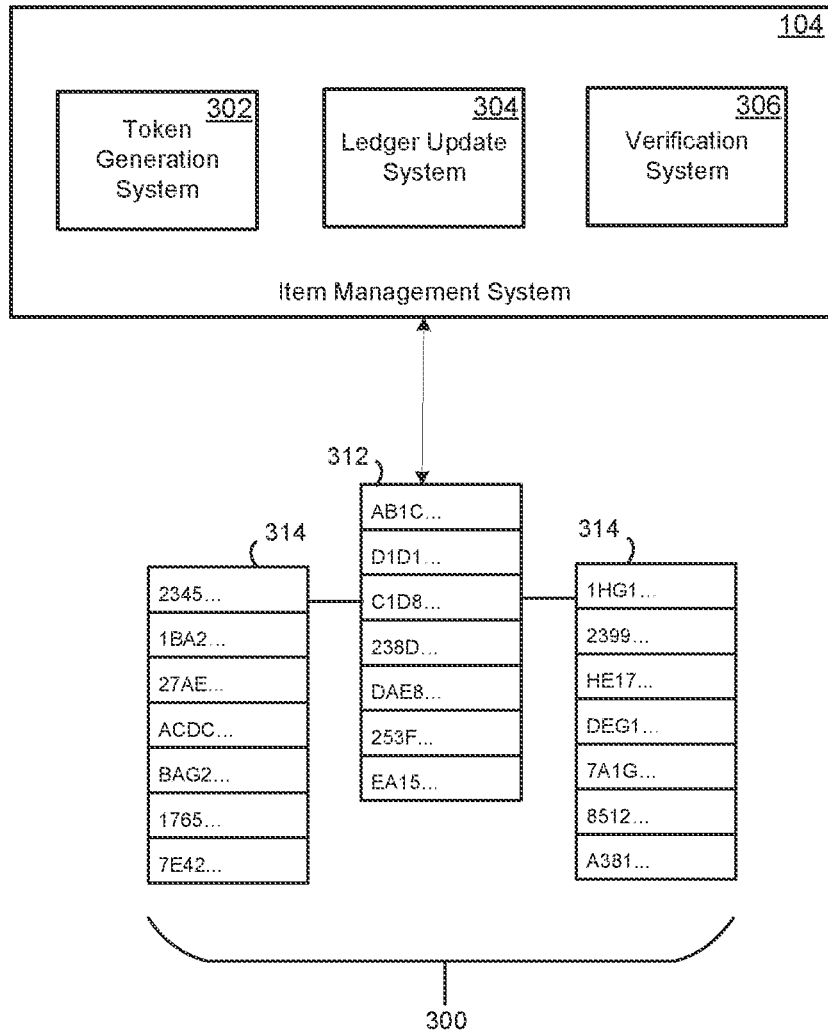 104
302
Token
Generation
System
304
Ledger Update
System
306
Verification
System
Item Management System
312
AB1C...
D1D1...
C1D8...
238D...
DAE8...
253F...
EA15...
314
2345...
1BA2...
27AE...
ACDC...
BAG2...
1765...
7E42...
314
1HG1...
2399...
HE17...
DEG1...
7A1G...
8512...
A381...
300